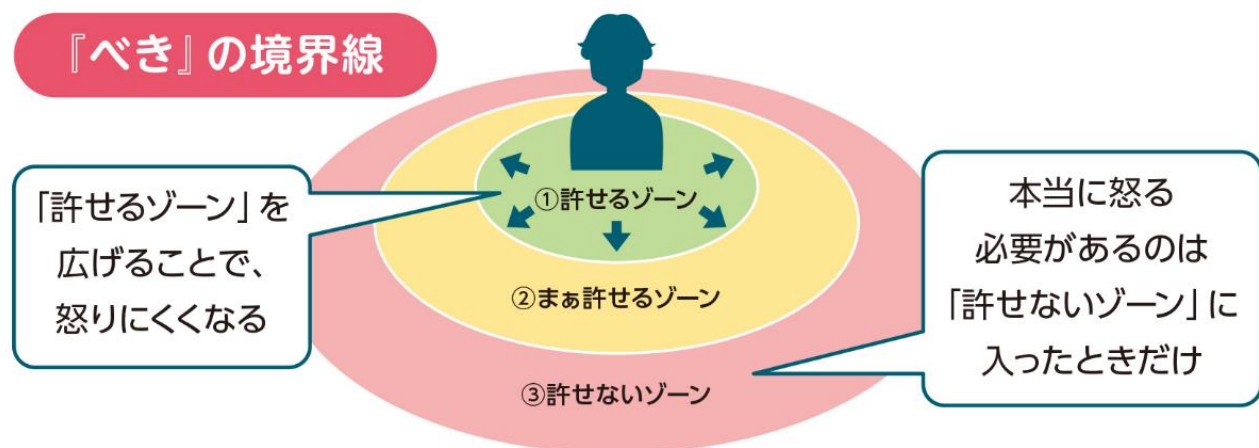 『べき』の境界線
「許せるゾーン」を
広げることで、
怒りにくくなる
①許せるゾーン
②まぁ許せるゾーン
③許せないゾーン
本当に怒る
必要があるのは
「許せないゾーン」に
入ったときだけ